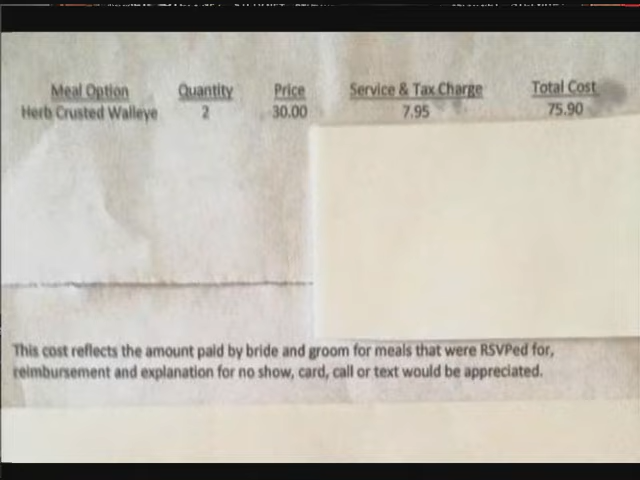 Meal Option Quantity Price Service & Tax Charge Total Cost
Herb Crusted Walleye 2 30.00 7.95 75.90
This cost reflects the amount paid by bride and groom for meals that were RSVPed for,
reimbursement and explanation for no show, card, call or text would be appreciated.